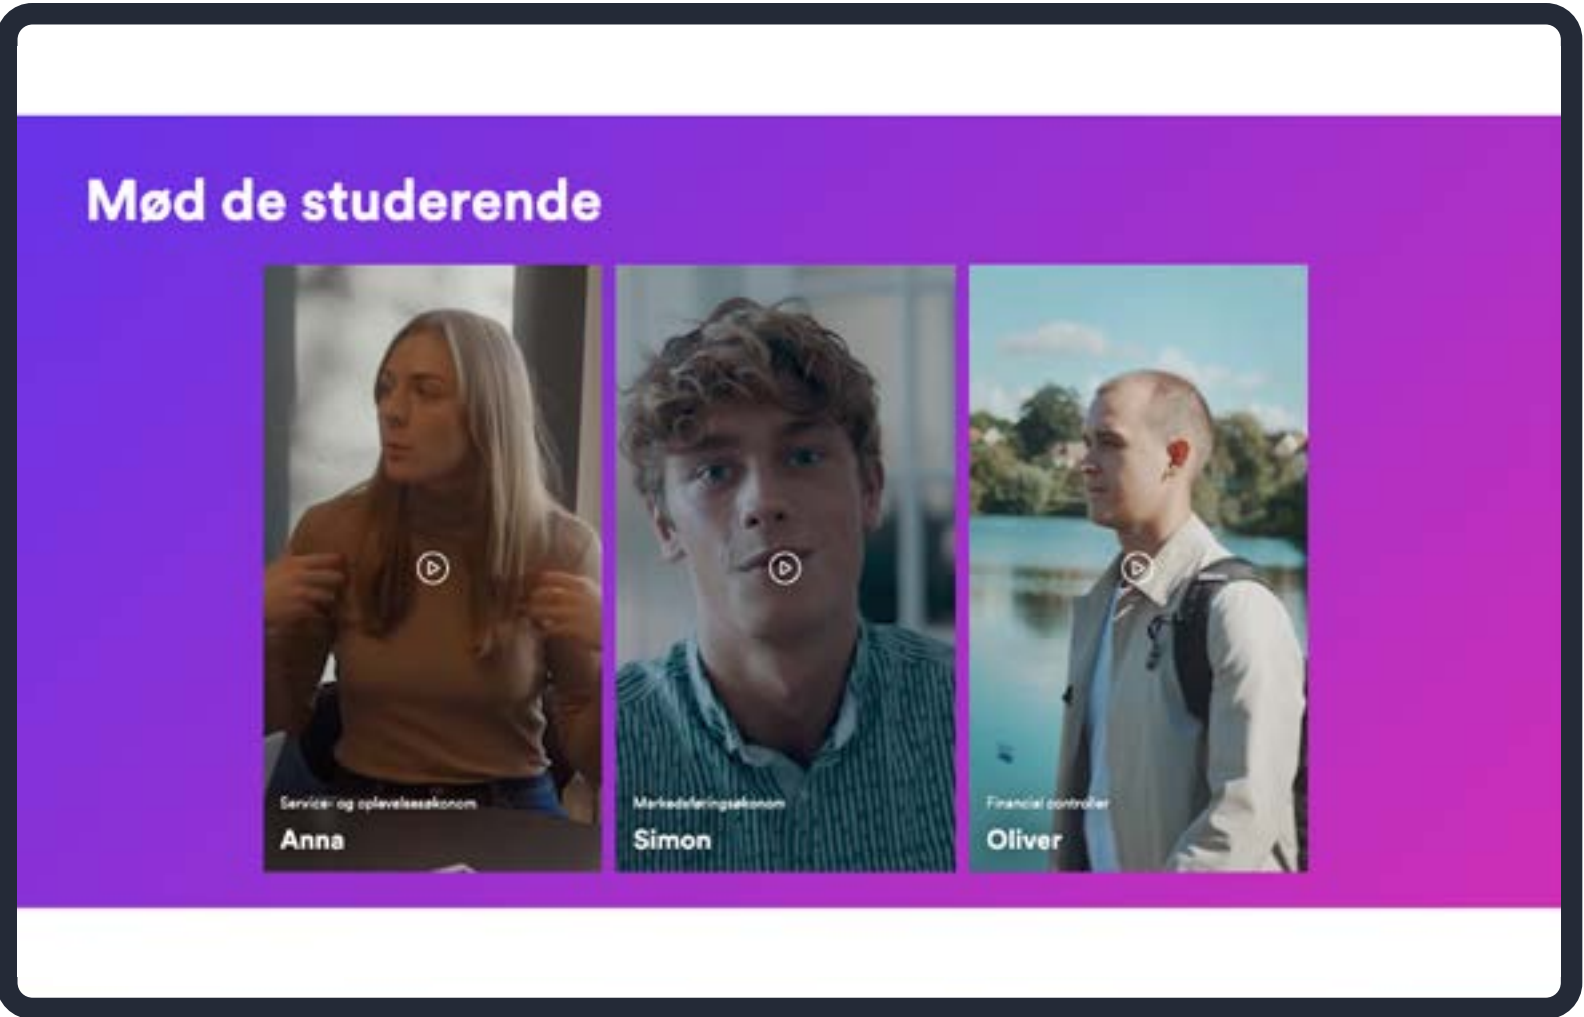 Mød de studerende
Service- og oplevelsesøkonom
Anna
Markedsføringsøkonom
Simon
Financial controller
Oliver